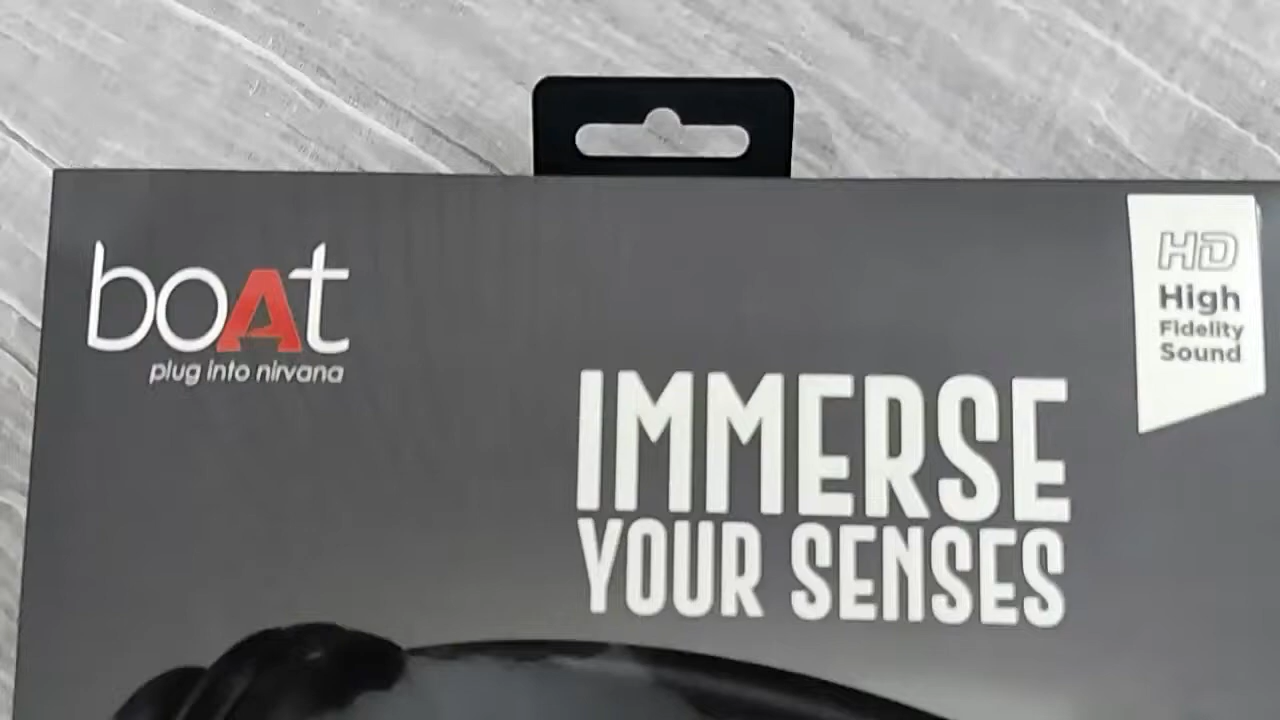 boAt
plug into nirvana
IMMERSE
YOUR SENSES
HD
High
Fidelity
Sound